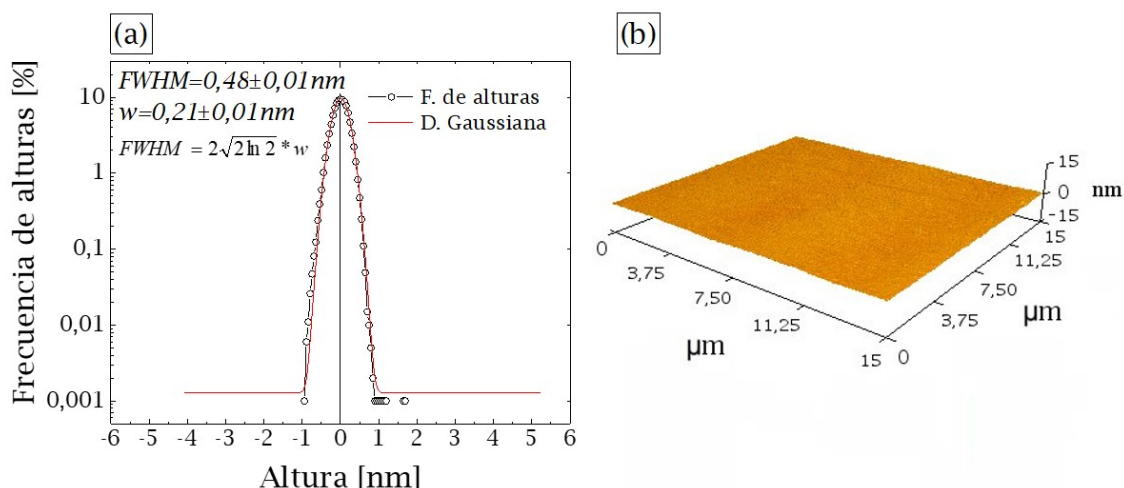 (a)
FWHM=0,48±0,01nm
w=0,21±0,01nm
FWHM = 2√2ln2 * w
F. de alturas
D. Gaussiana
Frecuencia de alturas [%]
10
1
0,1
0,01
0,001
-6 -5 -4 -3 -2 -1 0 1 2 3 4 5 6
Altura [nm]
(b)
15
0 nm
-15
0 3,75 7,50 11,25 15
µm
0 3,75 7,50 11,25 15
µm